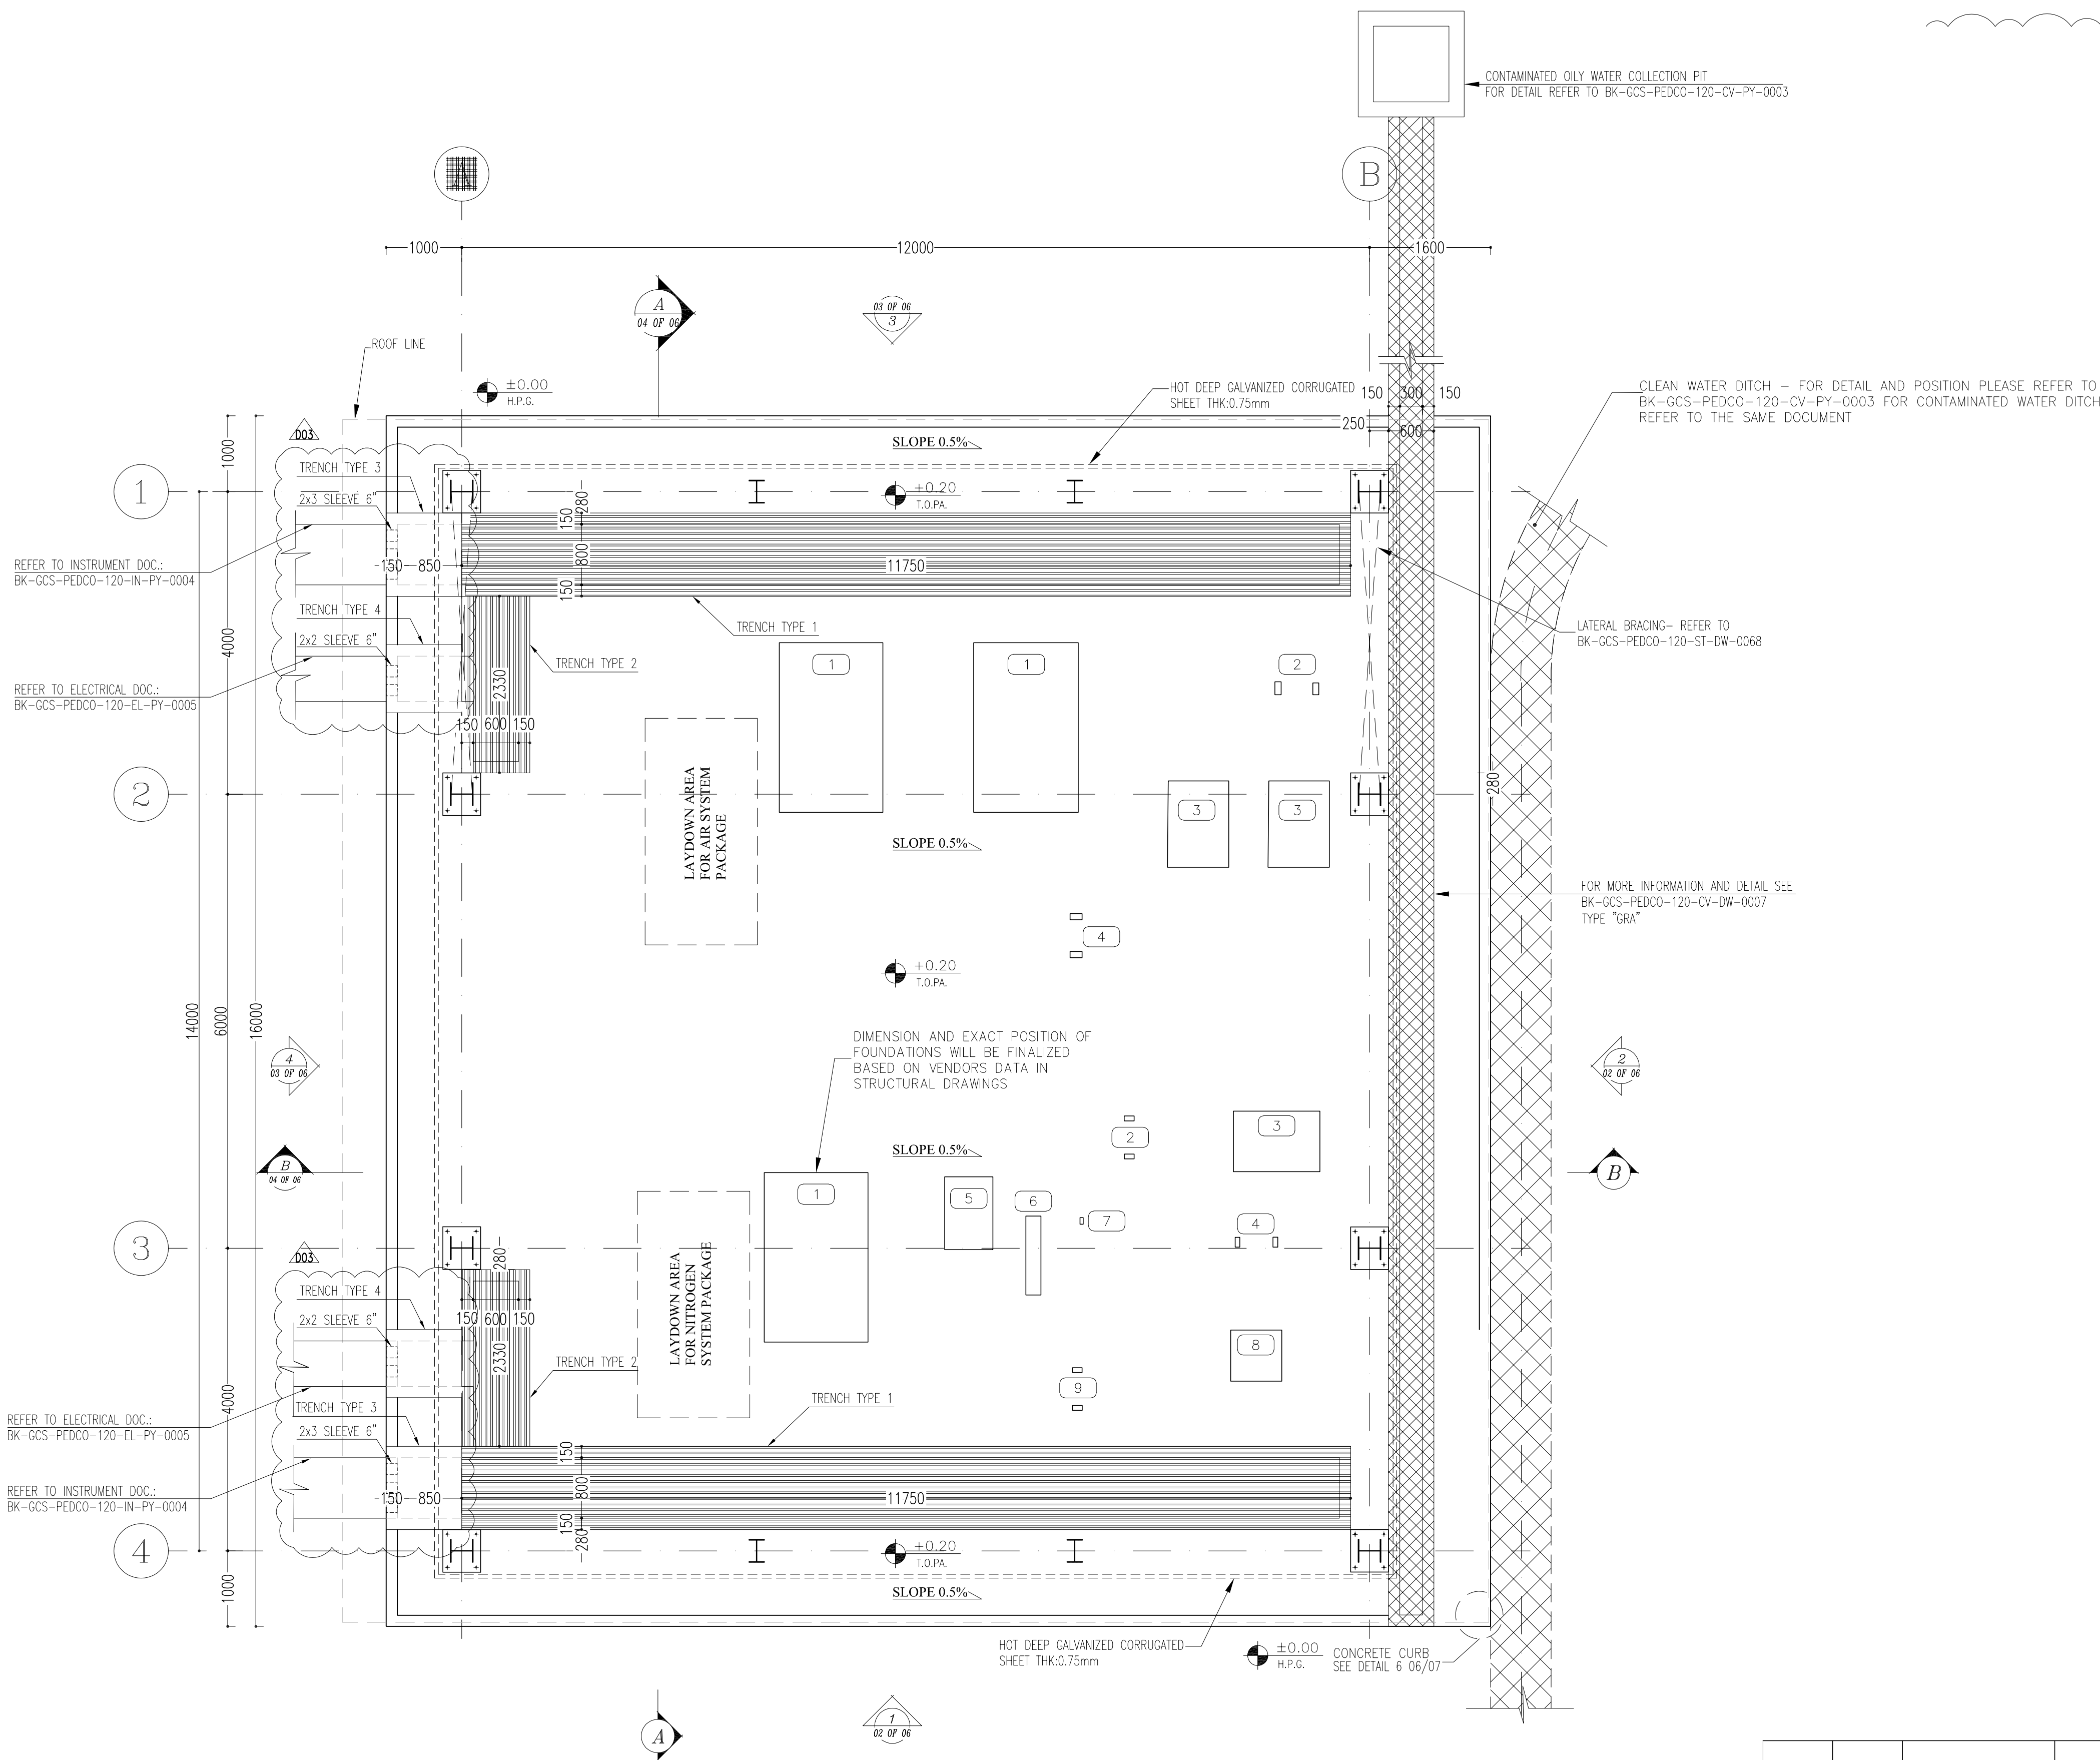 CONTAMINATED OILY WATER COLLECTION PIT
FOR DETAIL REFER TO BK-GCS-PEDCO-120-CV-PY-0003
A
B
1000
12000
1600
A
04 OF 06
03 OF 06
3
ROOF LINE
±0.00
H.P.G.
HOT DEEP GALVANIZED CORRUGATED
SHEET THK:0.75mm
150
300
150
250
600
CLEAN WATER DITCH - FOR DETAIL AND POSITION PLEASE REFER TO
BK-GCS-PEDCO-120-CV-PY-0003 FOR CONTAMINATED WATER DITCH
REFER TO THE SAME DOCUMENT
D03
1000
SLOPE 0.5%
1
TRENCH TYPE 3
2x3 SLEEVE 6"
+0.20
T.O.PA.
280
150
800
150
REFER TO INSTRUMENT DOC.:
BK-GCS-PEDCO-120-IN-PY-0004
150
850
11750
TRENCH TYPE 4
2x2 SLEEVE 6"
4000
TRENCH TYPE 1
TRENCH TYPE 2
LATERAL BRACING- REFER TO
BK-GCS-PEDCO-120-ST-DW-0068
REFER TO ELECTRICAL DOC.:
BK-GCS-PEDCO-120-EL-PY-0005
2330
150
600
150
1
1
2
2
LAYDOWN AREA
FOR AIR SYSTEM
PACKAGE
3
3
280
SLOPE 0.5%
FOR MORE INFORMATION AND DETAIL SEE
BK-GCS-PEDCO-120-CV-DW-0007
TYPE "GRA"
4
+0.20
T.O.PA.
14000
6000
16000
4
03 OF 06
DIMENSION AND EXACT POSITION OF
FOUNDATIONS WILL BE FINALIZED
BASED ON VENDORS DATA IN
STRUCTURAL DRAWINGS
2
02 OF 06
2
3
SLOPE 0.5%
B
04 OF 06
B
1
5
6
7
4
3
D03
280
LAYDOWN AREA
FOR NITROGEN
SYSTEM PACKAGE
TRENCH TYPE 4
2x2 SLEEVE 6"
150
600
150
2330
TRENCH TYPE 2
8
9
4000
TRENCH TYPE 1
TRENCH TYPE 3
2x3 SLEEVE 6"
REFER TO ELECTRICAL DOC.:
BK-GCS-PEDCO-120-EL-PY-0005
150
800
150
280
REFER TO INSTRUMENT DOC.:
BK-GCS-PEDCO-120-IN-PY-0004
150
850
11750
4
+0.20
T.O.PA.
1000
SLOPE 0.5%
HOT DEEP GALVANIZED CORRUGATED
SHEET THK:0.75mm
±0.00
H.P.G.
CONCRETE CURB
SEE DETAIL 6 06/07
A
1
02 OF 06